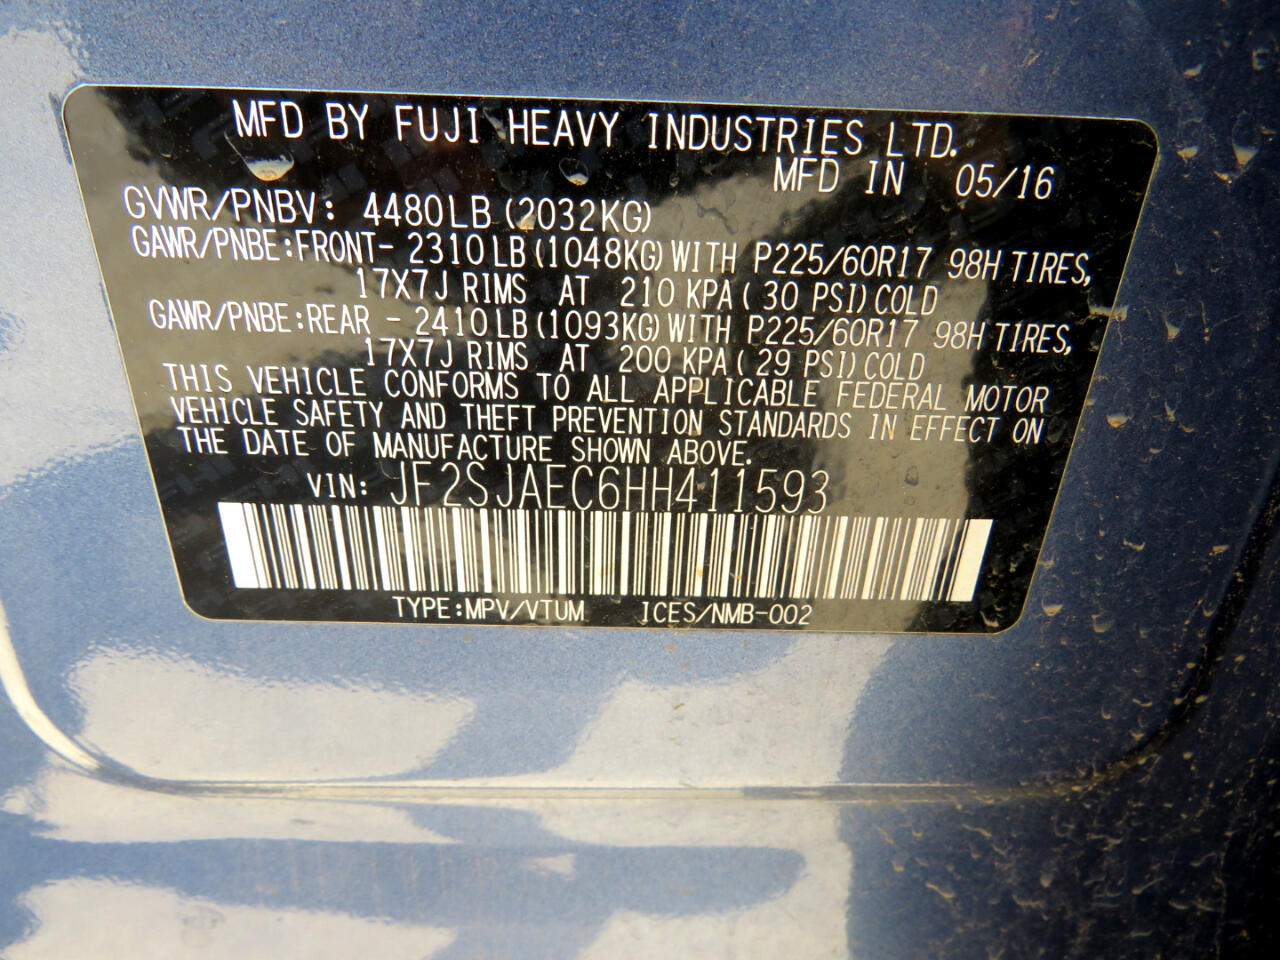 MFD BY FUJI HEAVY INDUSTRIES LTD.
MFD IN 05/16
GVWR/PNBV: 4480LB (2032KG)
GAWR/PNBE:FRONT- 2310LB (1048KG) WITH P225/60R17 98H TIRES,
17X7J RIMS AT 210 KPA ( 30 PSI) COLD
GAWR/PNBE:REAR - 2410LB (1093KG) WITH P225/60R17 98H TIRES,
17X7J RIMS AT 200 KPA ( 29 PSI) COLD
THIS VEHICLE CONFORMS TO ALL APPLICABLE FEDERAL MOTOR
VEHICLE SAFETY AND THEFT PREVENTION STANDARDS IN EFFECT ON
THE DATE OF MANUFACTURE SHOWN ABOVE.
VIN: JF2SJAEC6HH411593
TYPE:MPV/VTUM ICES/NMB-002